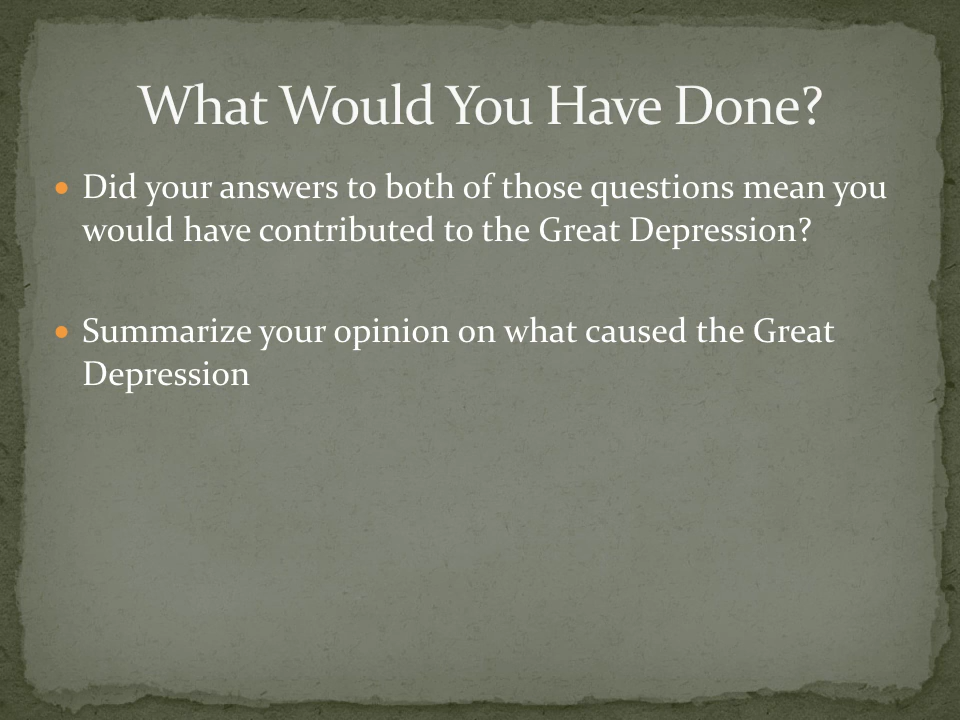 What Would You Have Done?
• Did your answers to both of those questions mean you
would have contributed to the Great Depression?
• Summarize your opinion on what caused the Great
Depression